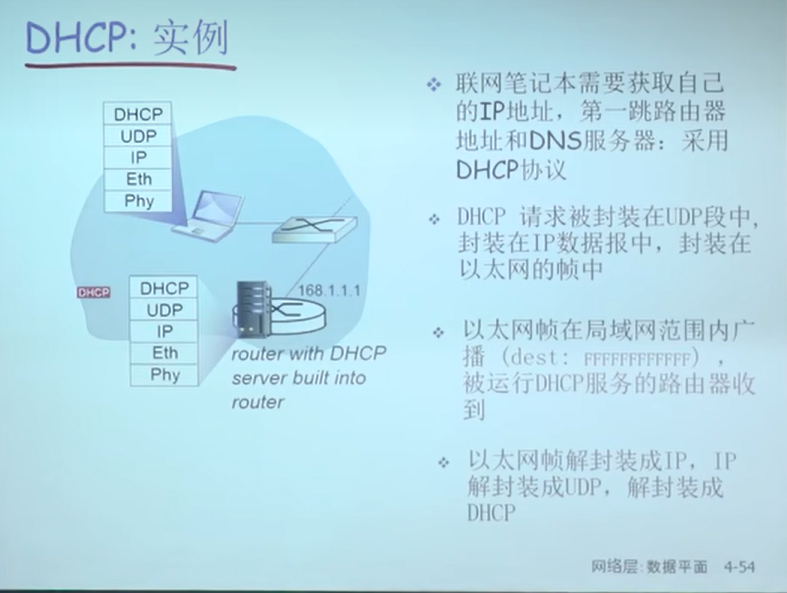 DHCP: 实例
DHCP
UDP
IP
Eth
Phy
DHCP
DHCP
UDP
IP
Eth
Phy
168.1.1.1
router with DHCP
server built into
router
❖ 联网笔记本需要获取自己
的IP地址，第一跳路由器
地址和DNS服务器：采用
DHCP协议
❖ DHCP 请求被封装在UDP段中,
封装在IP数据报中，封装在
以太网的帧中
❖ 以太网帧在局域网范围内广
播 (dest: FFFFFFFFFFFF) ，
被运行DHCP服务的路由器收
到
❖ 以太网帧解封装成IP，IP
解封装成UDP，解封装成
DHCP
网络层:数据平面 4-54